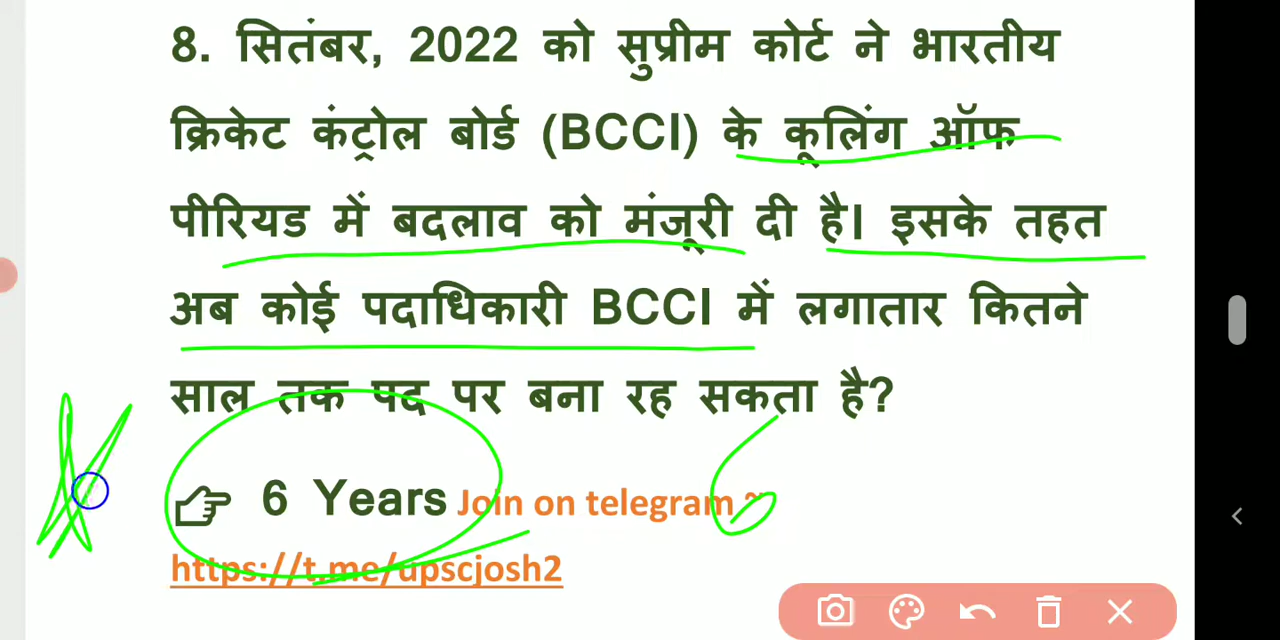 8. सितंबर, 2022 को सुप्रीम कोर्ट ने भारतीय
क्रिकेट कंट्रोल बोर्ड (BCCI) के कूलिंग ऑफ
पीरियड में बदलाव को मंजूरी दी है। इसके तहत
अब कोई पदाधिकारी BCCI में लगातार कितने
साल तक पद पर बना रह सकता है?
6 Years Join on telegram ~
https://t.me/upscjosh2
6